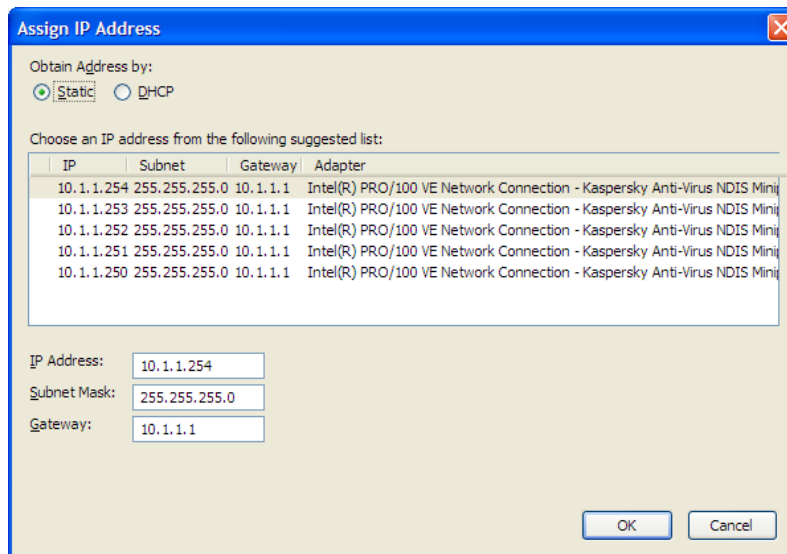 Assign IP Address
Obtain Address by:
Static DHCP
Choose an IP address from the following suggested list:
IP Subnet Gateway Adapter
10.1.1.254 255.255.255.0 10.1.1.1 Intel(R) PRO/100 VE Network Connection - Kaspersky Anti-Virus NDIS Minip
10.1.1.253 255.255.255.0 10.1.1.1 Intel(R) PRO/100 VE Network Connection - Kaspersky Anti-Virus NDIS Minip
10.1.1.252 255.255.255.0 10.1.1.1 Intel(R) PRO/100 VE Network Connection - Kaspersky Anti-Virus NDIS Minip
10.1.1.251 255.255.255.0 10.1.1.1 Intel(R) PRO/100 VE Network Connection - Kaspersky Anti-Virus NDIS Minip
10.1.1.250 255.255.255.0 10.1.1.1 Intel(R) PRO/100 VE Network Connection - Kaspersky Anti-Virus NDIS Minip
IP Address: 10.1.1.254
Subnet Mask: 255.255.255.0
Gateway: 10.1.1.1
OK Cancel